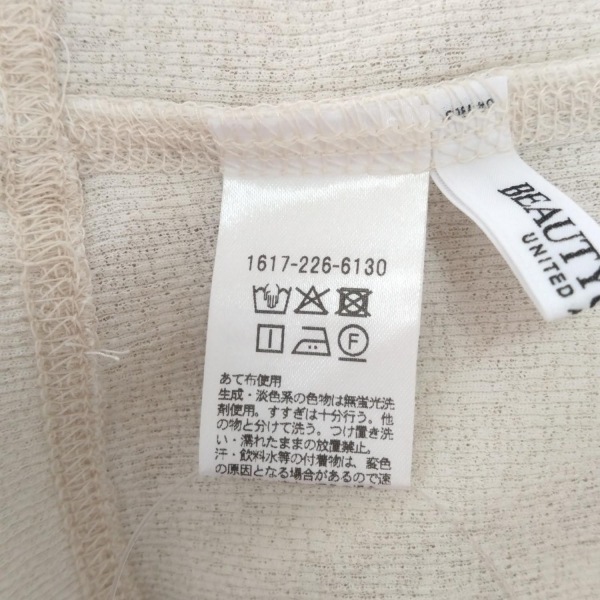 1617-226-6130
F
あて布使用
生成・淡色系の色物は無蛍光洗
剤使用。すすぎは十分行う。他
の物と分けて洗う。つけ置き洗
い・濡れたままの放置禁止。
汗・飲料水等の付着物は、変色
の原因となる場合があるので速
BEAUTY
UNITED